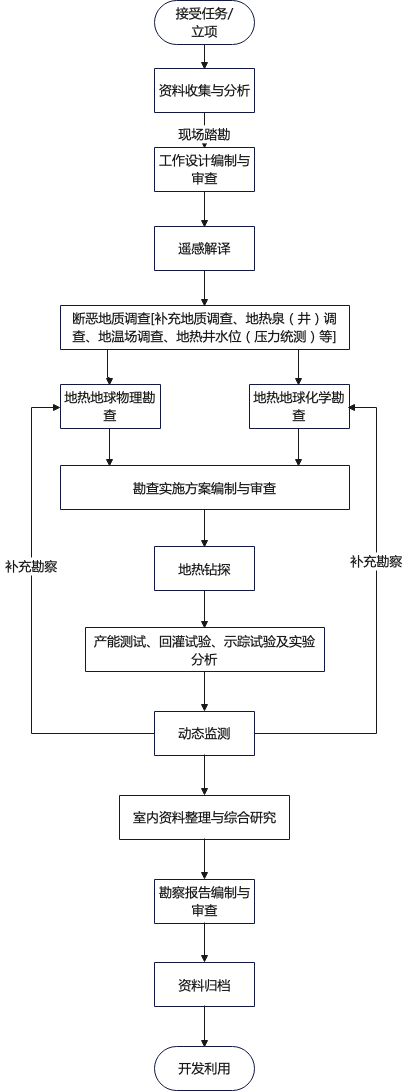 接受任务/
立项
资料收集与分析
现场踏勘
工作设计编制与
审查
遥感解译
断恶地质调查[补充地质调查、地热泉（井）调
查、地温场调查、地热井水位（压力统测）等]
地热地球物理勘
查
地热地球化学勘
查
勘查实施方案编制与审查
补充勘察
补充勘察
地热钻探
产能测试、回灌试验、示踪试验及实验
分析
动态监测
室内资料整理与综合研究
勘察报告编制与
审查
资料归档
开发利用